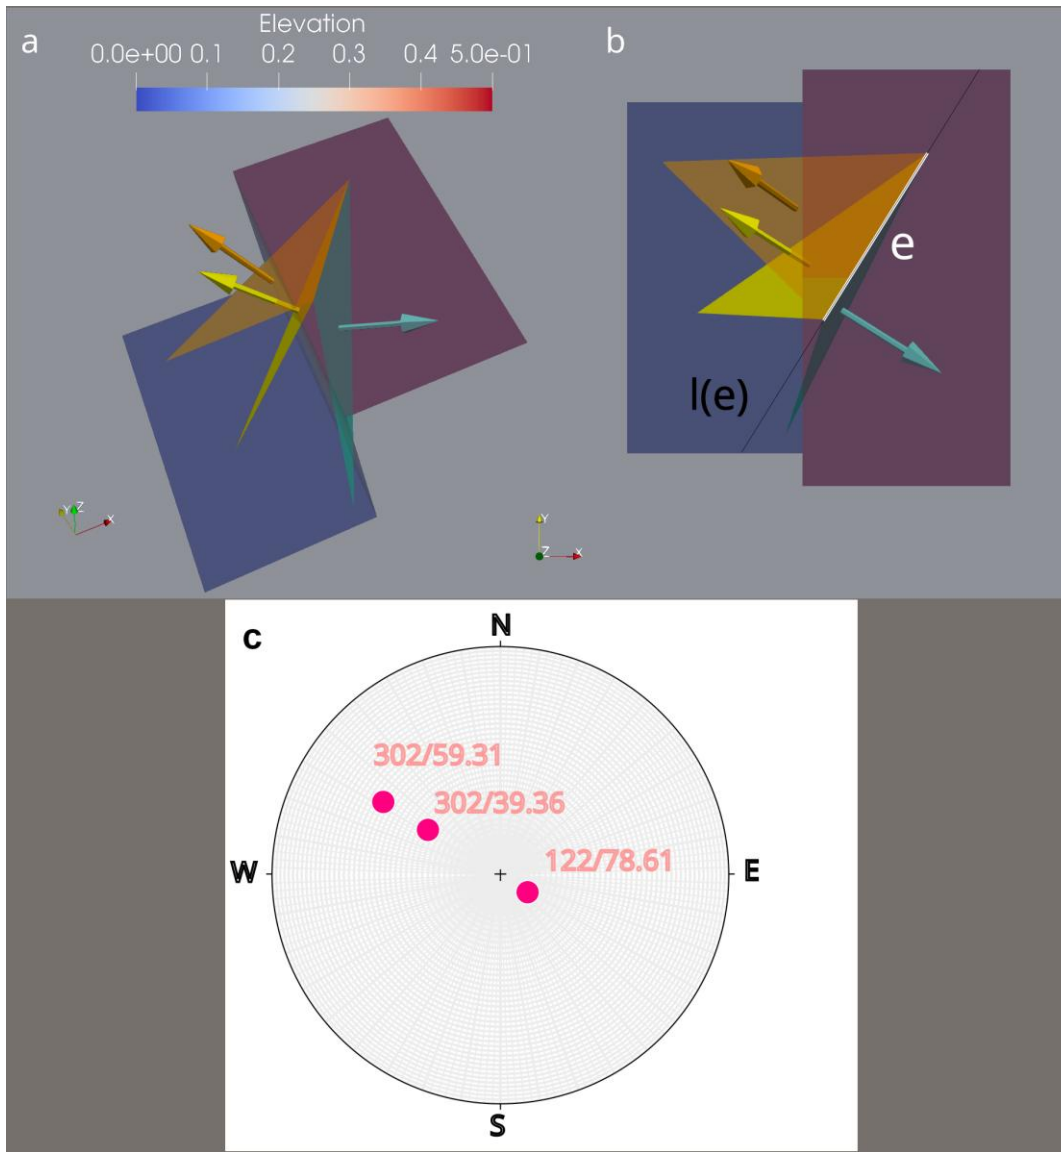 a
Elevation
0.0e+00 0.1 0.2 0.3 0.4 5.0e-01
Y Z X
b
e
l(e)
Y
Z X
c
N
302/59.31
302/39.36
122/78.61
W E
S